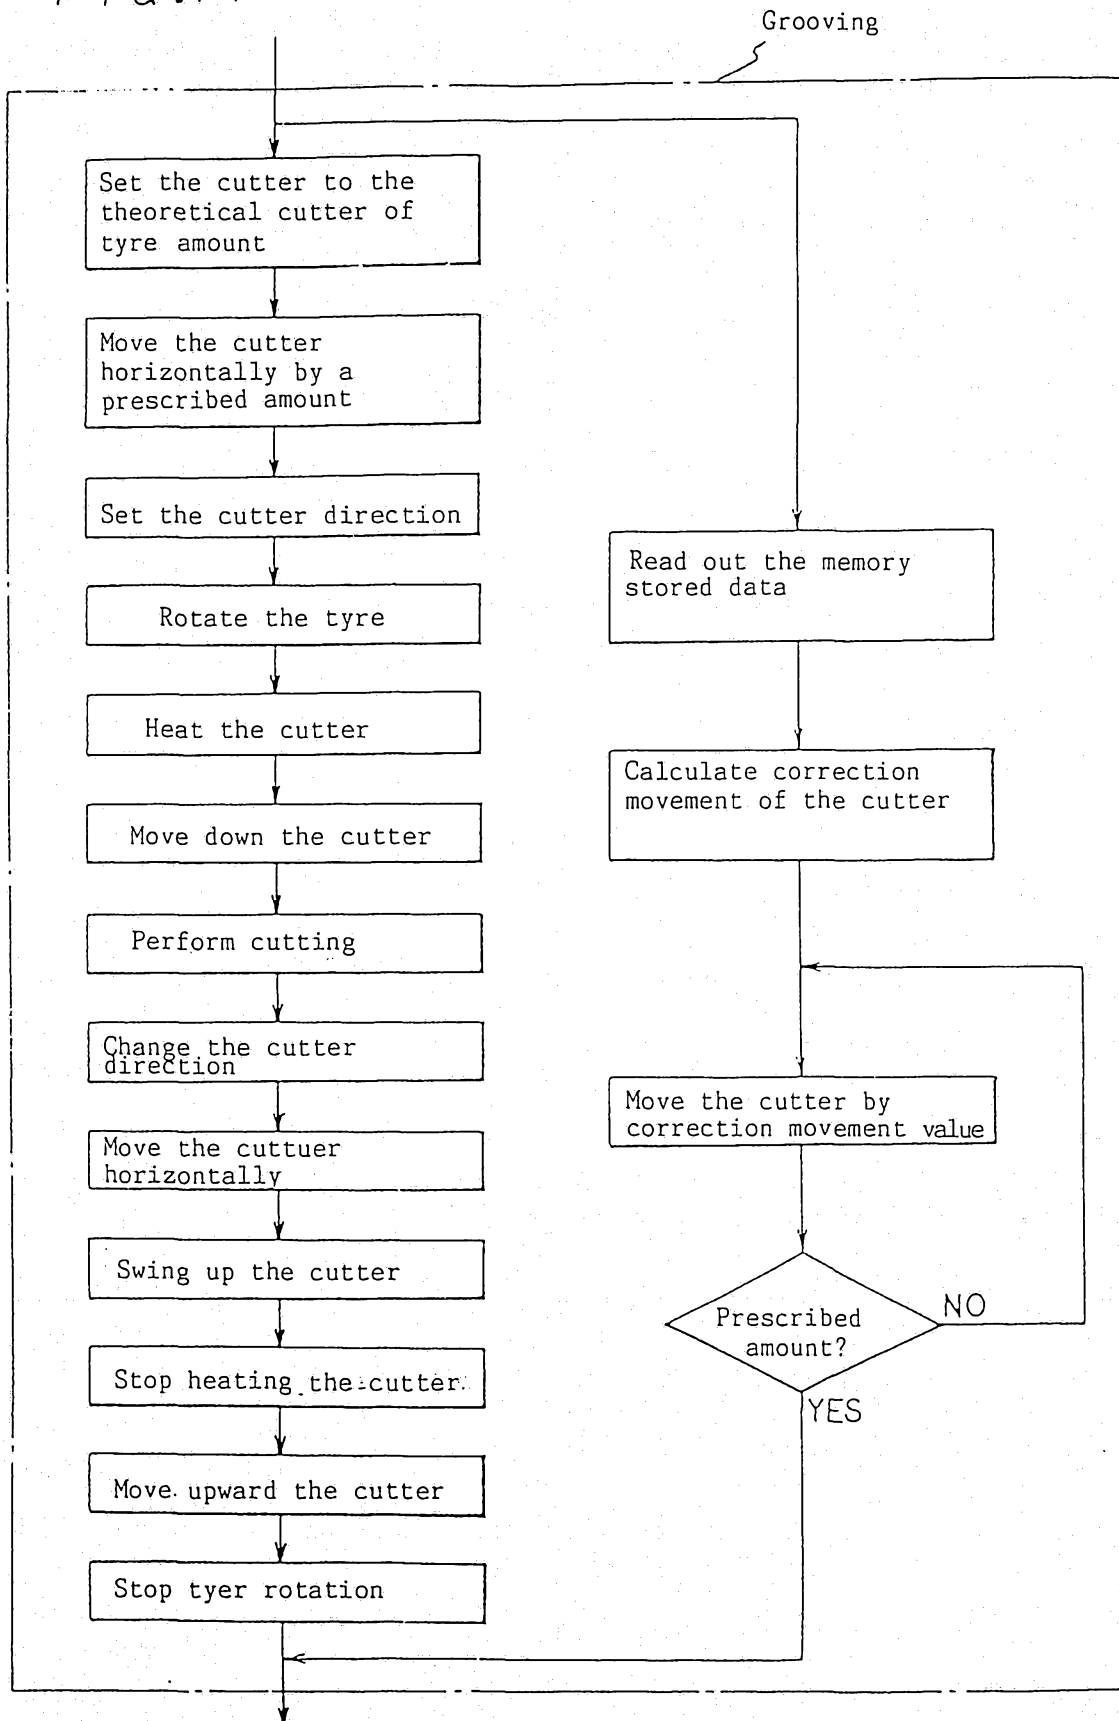 Grooving
Set the cutter to the
theoretical cutter of
tyre amount
Move the cutter
horizontally by a
prescribed amount
Set the cutter direction
Rotate the tyre
Heat the cutter
Move down the cutter
Perform cutting
Change the cutter
direction
Move the cuttuer
horizontally
Swing up the cutter
Stop heating the cutter.
Move upward the cutter
Stop tyer rotation
Read out the memory
stored data
Calculate correction
movement of the cutter
Move the cutter by
correction movement value
Prescribed
amount?
NO
YES